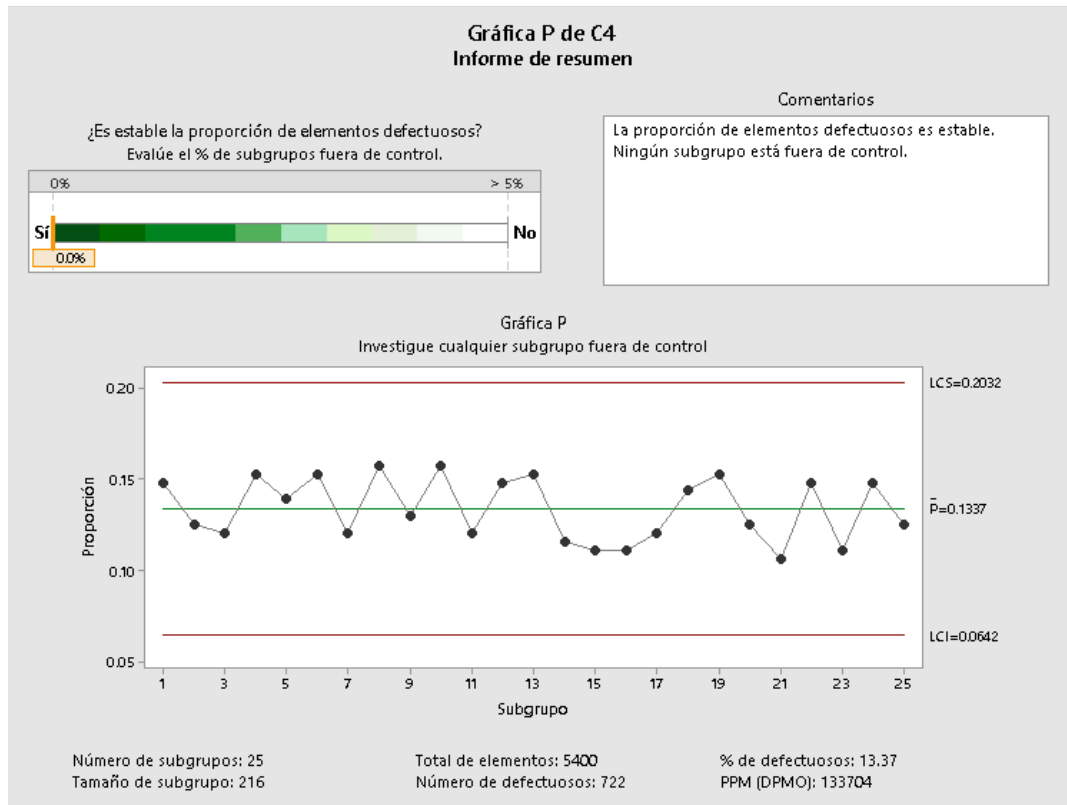 Gráfica P de C4
Informe de resumen
¿Es estable la proporción de elementos defectuosos?
Evalúe el % de subgrupos fuera de control.
0% > 5%
Sí No
0.0%
Comentarios
La proporción de elementos defectuosos es estable.
Ningún subgrupo está fuera de control.
Gráfica P
Investigue cualquier subgrupo fuera de control
Proporción
0.20
0.15
0.10
0.05
LCS=0.2032
P̄=0.1337
LCI=0.0642
1 3 5 7 9 11 13 15 17 19 21 23 25
Subgrupo
Número de subgrupos: 25
Tamaño de subgrupo: 216
Total de elementos: 5400
Número de defectuosos: 722
% de defectuosos: 13.37
PPM (DPMO): 133704